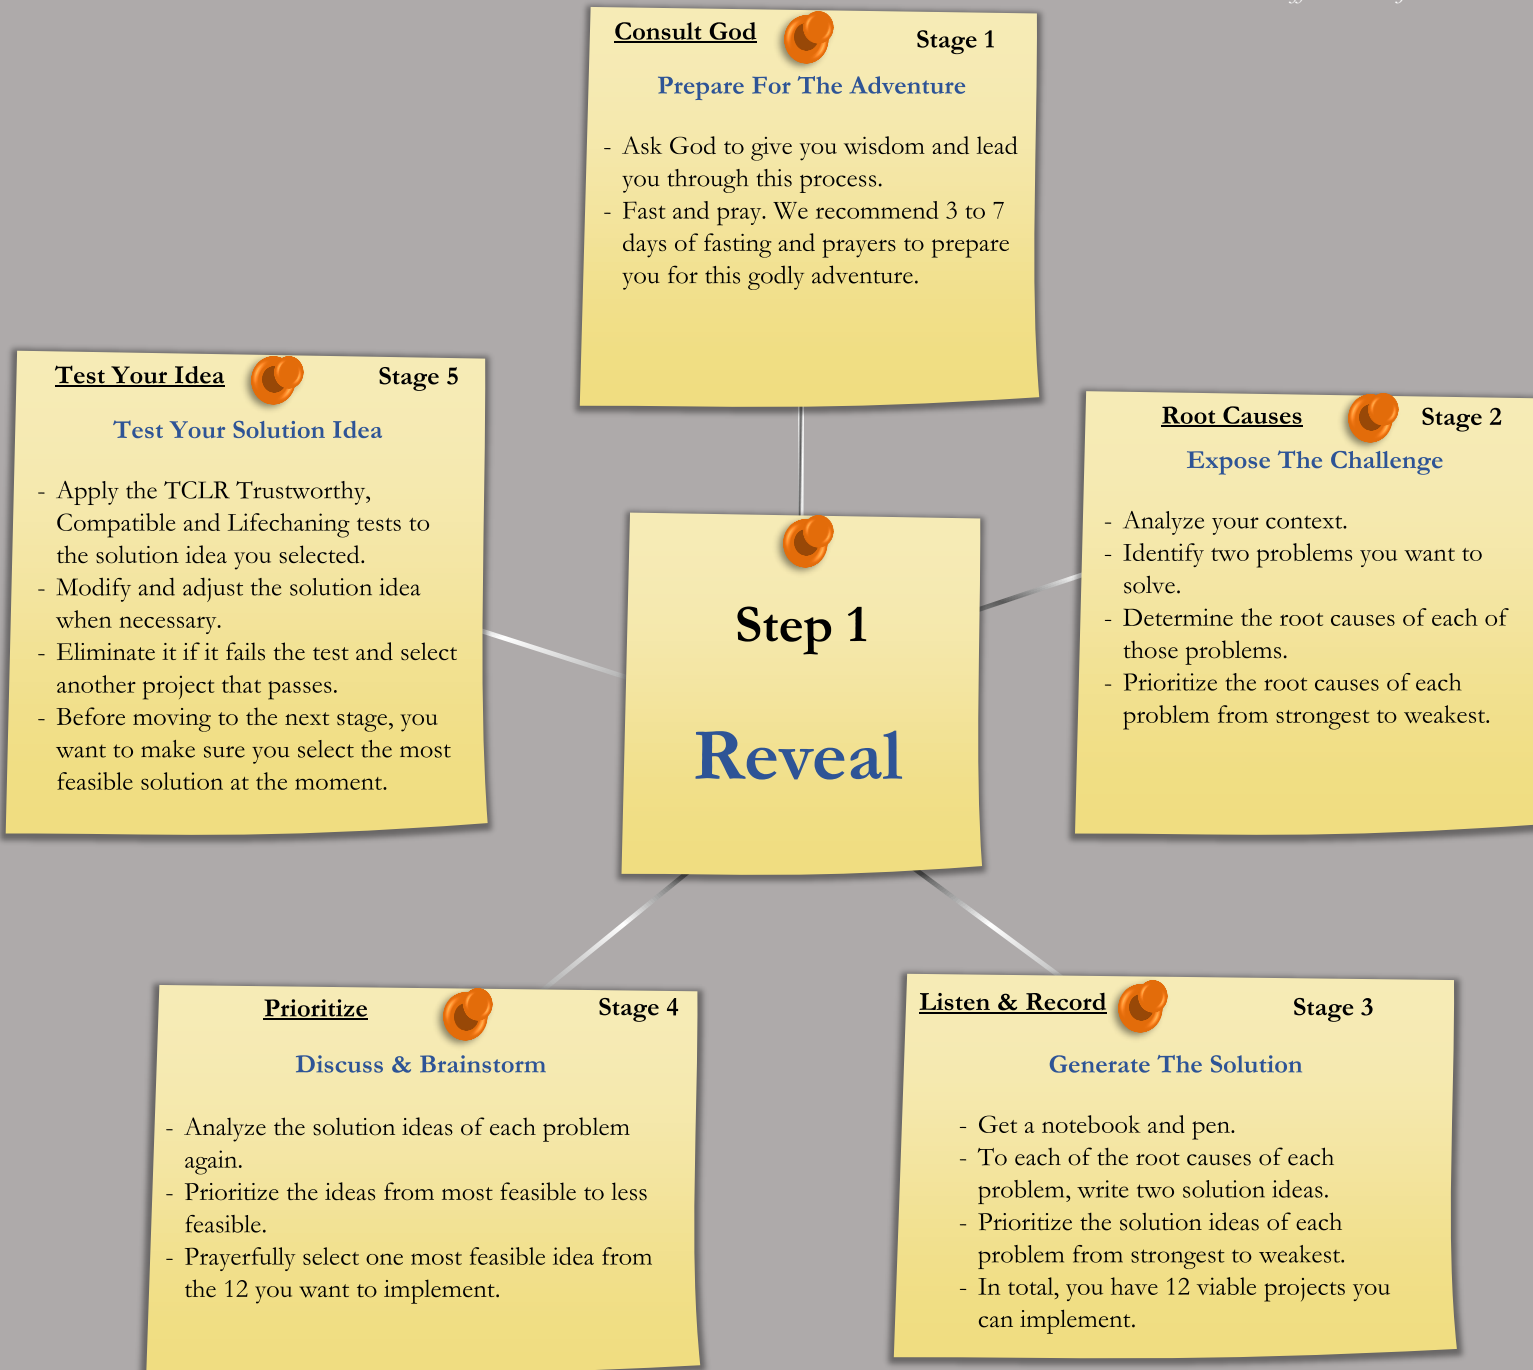 Consult God
Stage 1
Prepare For The Adventure
- Ask God to give you wisdom and lead
you through this process.
- Fast and pray. We recommend 3 to 7
days of fasting and prayers to prepare
you for this godly adventure.
Test Your Idea
Stage 5
Test Your Solution Idea
- Apply the TCLR Trustworthy,
Compatible and Lifechaning tests to
the solution idea you selected.
- Modify and adjust the solution idea
when necessary.
- Eliminate it if it fails the test and select
another project that passes.
- Before moving to the next stage, you
want to make sure you select the most
feasible solution at the moment.
Root Causes
Stage 2
Expose The Challenge
- Analyze your context.
- Identify two problems you want to
solve.
- Determine the root causes of each of
those problems.
- Prioritize the root causes of each
problem from strongest to weakest.
Step 1
Reveal
Prioritize
Stage 4
Discuss & Brainstorm
- Analyze the solution ideas of each problem
again.
- Prioritize the ideas from most feasible to less
feasible.
- Prayerfully select one most feasible idea from
the 12 you want to implement.
Listen & Record
Stage 3
Generate The Solution
- Get a notebook and pen.
- To each of the root causes of each
problem, write two solution ideas.
- Prioritize the solution ideas of each
problem from strongest to weakest.
- In total, you have 12 viable projects you
can implement.